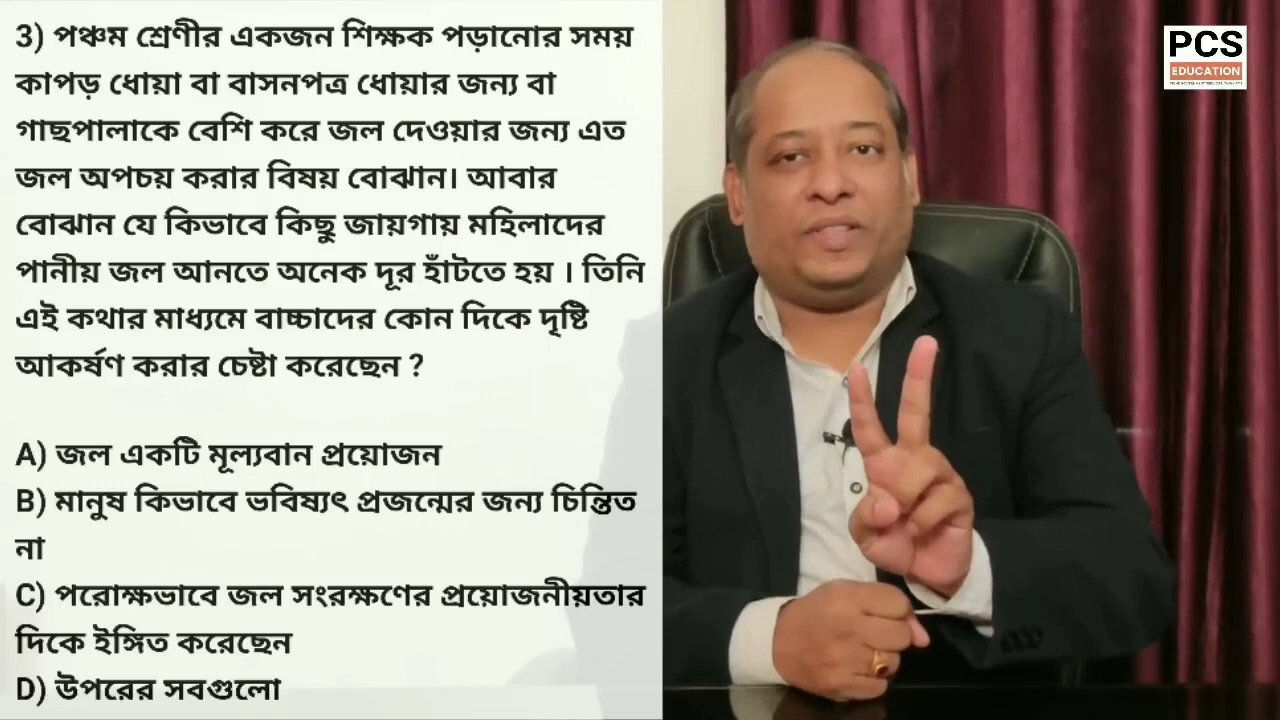 3) পঞ্চম শ্রেণীর একজন শিক্ষক পড়ানোর সময়
কাপড় ধোয়া বা বাসনপত্র ধোয়ার জন্য বা
গাছপালাকে বেশি করে জল দেওয়ার জন্য এত
জল অপচয় করার বিষয় বোঝান। আবার
বোঝান যে কিভাবে কিছু জায়গায় মহিলাদের
পানীয় জল আনতে অনেক দূর হাঁটতে হয় । তিনি
এই কথার মাধ্যমে বাচ্চাদের কোন দিকে দৃষ্টি
আকর্ষণ করার চেষ্টা করেছেন ?
A) জল একটি মূল্যবান প্রয়োজন
B) মানুষ কিভাবে ভবিষ্যৎ প্রজন্মের জন্য চিন্তিত
না
C) পরোক্ষভাবে জল সংরক্ষণের প্রয়োজনীয়তার
দিকে ইঙ্গিত করেছেন
D) উপরের সবগুলো
PCS
EDUCATION